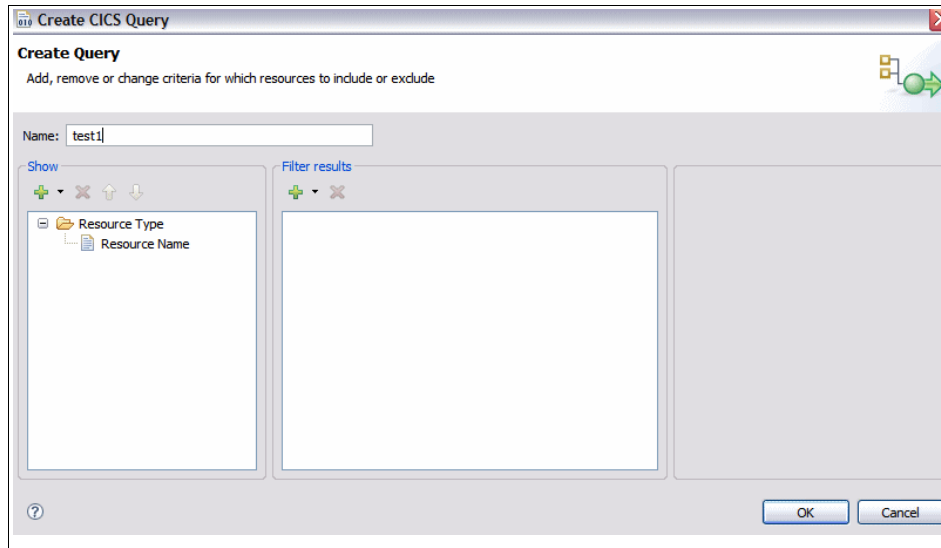 Create CICS Query
Create Query
Add, remove or change criteria for which resources to include or exclude
Name: test1
Show
Filter results
Resource Type
Resource Name
OK
Cancel